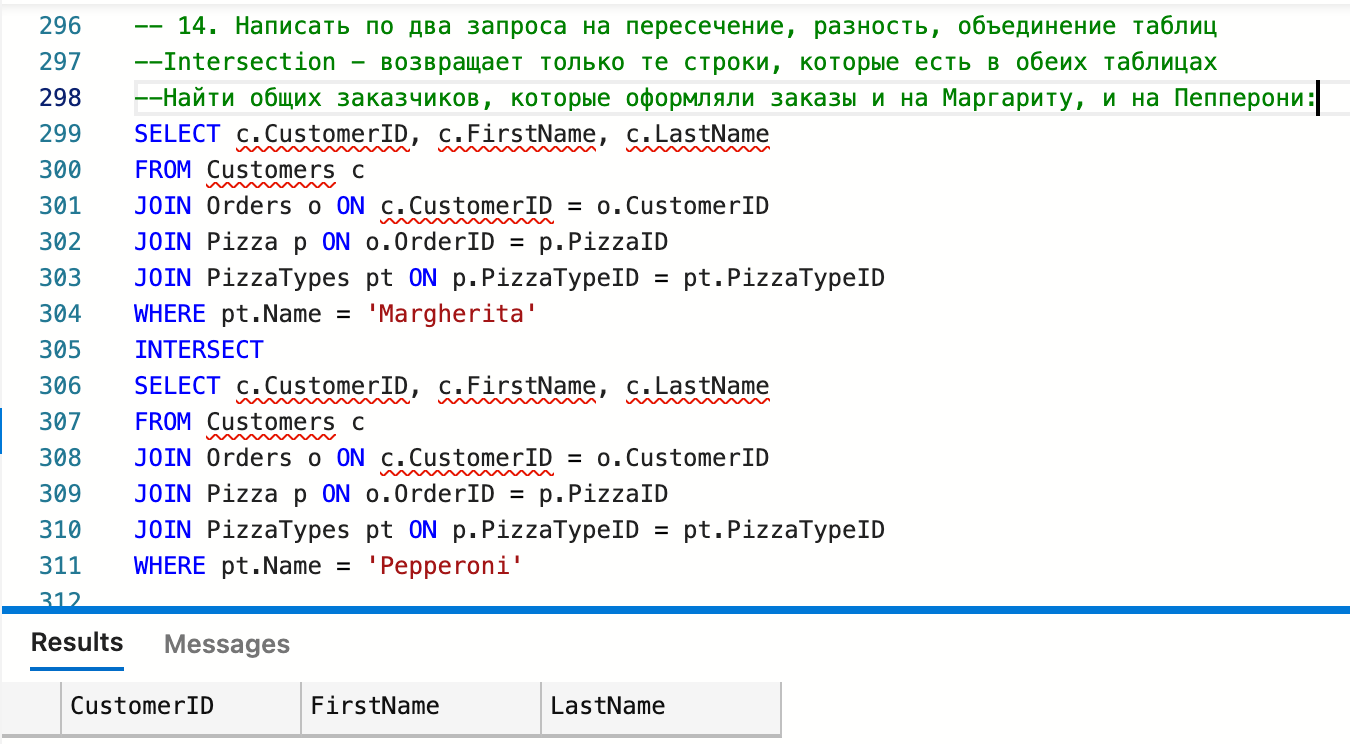 296 -- 14. Написать по два запроса на пересечение, разность, объединение таблиц
297 --Intersection - возвращает только те строки, которые есть в обеих таблицах
298 --Найти общих заказчиков, которые оформляли заказы и на Маргариту, и на Пепперони:
299 SELECT c.CustomerID, c.FirstName, c.LastName
300 FROM Customers c
301 JOIN Orders o ON c.CustomerID = o.CustomerID
302 JOIN Pizza p ON o.OrderID = p.PizzaID
303 JOIN PizzaTypes pt ON p.PizzaTypeID = pt.PizzaTypeID
304 WHERE pt.Name = 'Margherita'
305 INTERSECT
306 SELECT c.CustomerID, c.FirstName, c.LastName
307 FROM Customers c
308 JOIN Orders o ON c.CustomerID = o.CustomerID
309 JOIN Pizza p ON o.OrderID = p.PizzaID
310 JOIN PizzaTypes pt ON p.PizzaTypeID = pt.PizzaTypeID
311 WHERE pt.Name = 'Pepperoni'
312
Results Messages
CustomerID FirstName LastName